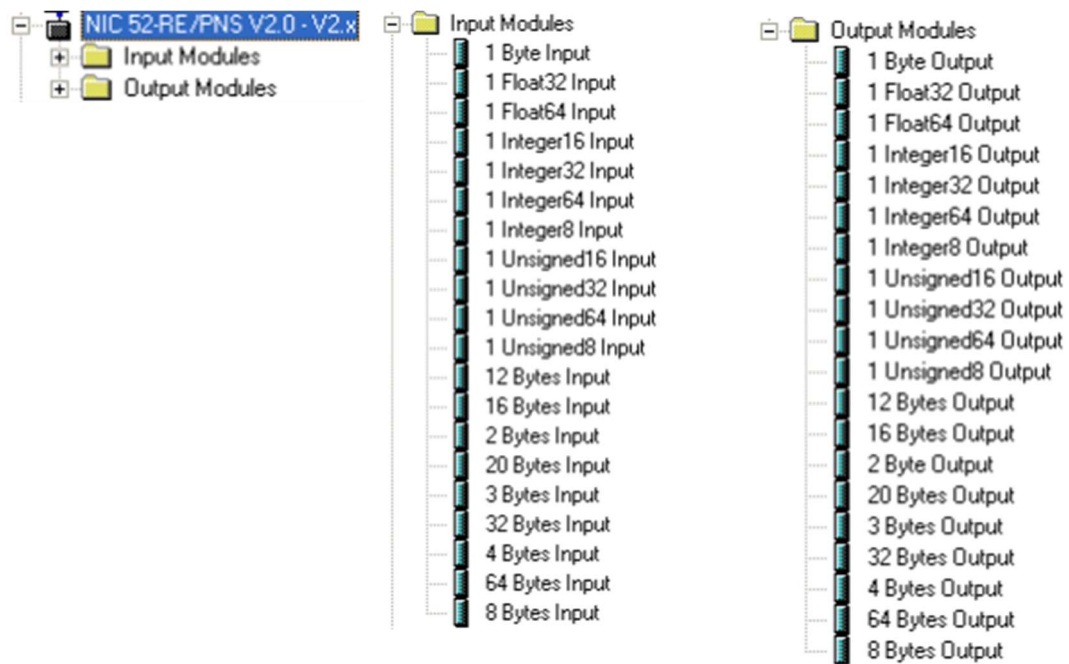 NIC 52-RE/PNS V2.0 - V2.x
Input Modules
Output Modules
Input Modules
1 Byte Input
1 Float32 Input
1 Float64 Input
1 Integer16 Input
1 Integer32 Input
1 Integer64 Input
1 Integer8 Input
1 Unsigned16 Input
1 Unsigned32 Input
1 Unsigned64 Input
1 Unsigned8 Input
12 Bytes Input
16 Bytes Input
2 Bytes Input
20 Bytes Input
3 Bytes Input
32 Bytes Input
4 Bytes Input
64 Bytes Input
8 Bytes Input
Output Modules
1 Byte Output
1 Float32 Output
1 Float64 Output
1 Integer16 Output
1 Integer32 Output
1 Integer64 Output
1 Integer8 Output
1 Unsigned16 Output
1 Unsigned32 Output
1 Unsigned64 Output
1 Unsigned8 Output
12 Bytes Output
16 Bytes Output
2 Byte Output
20 Bytes Output
3 Bytes Output
32 Bytes Output
4 Bytes Output
64 Bytes Output
8 Bytes Output